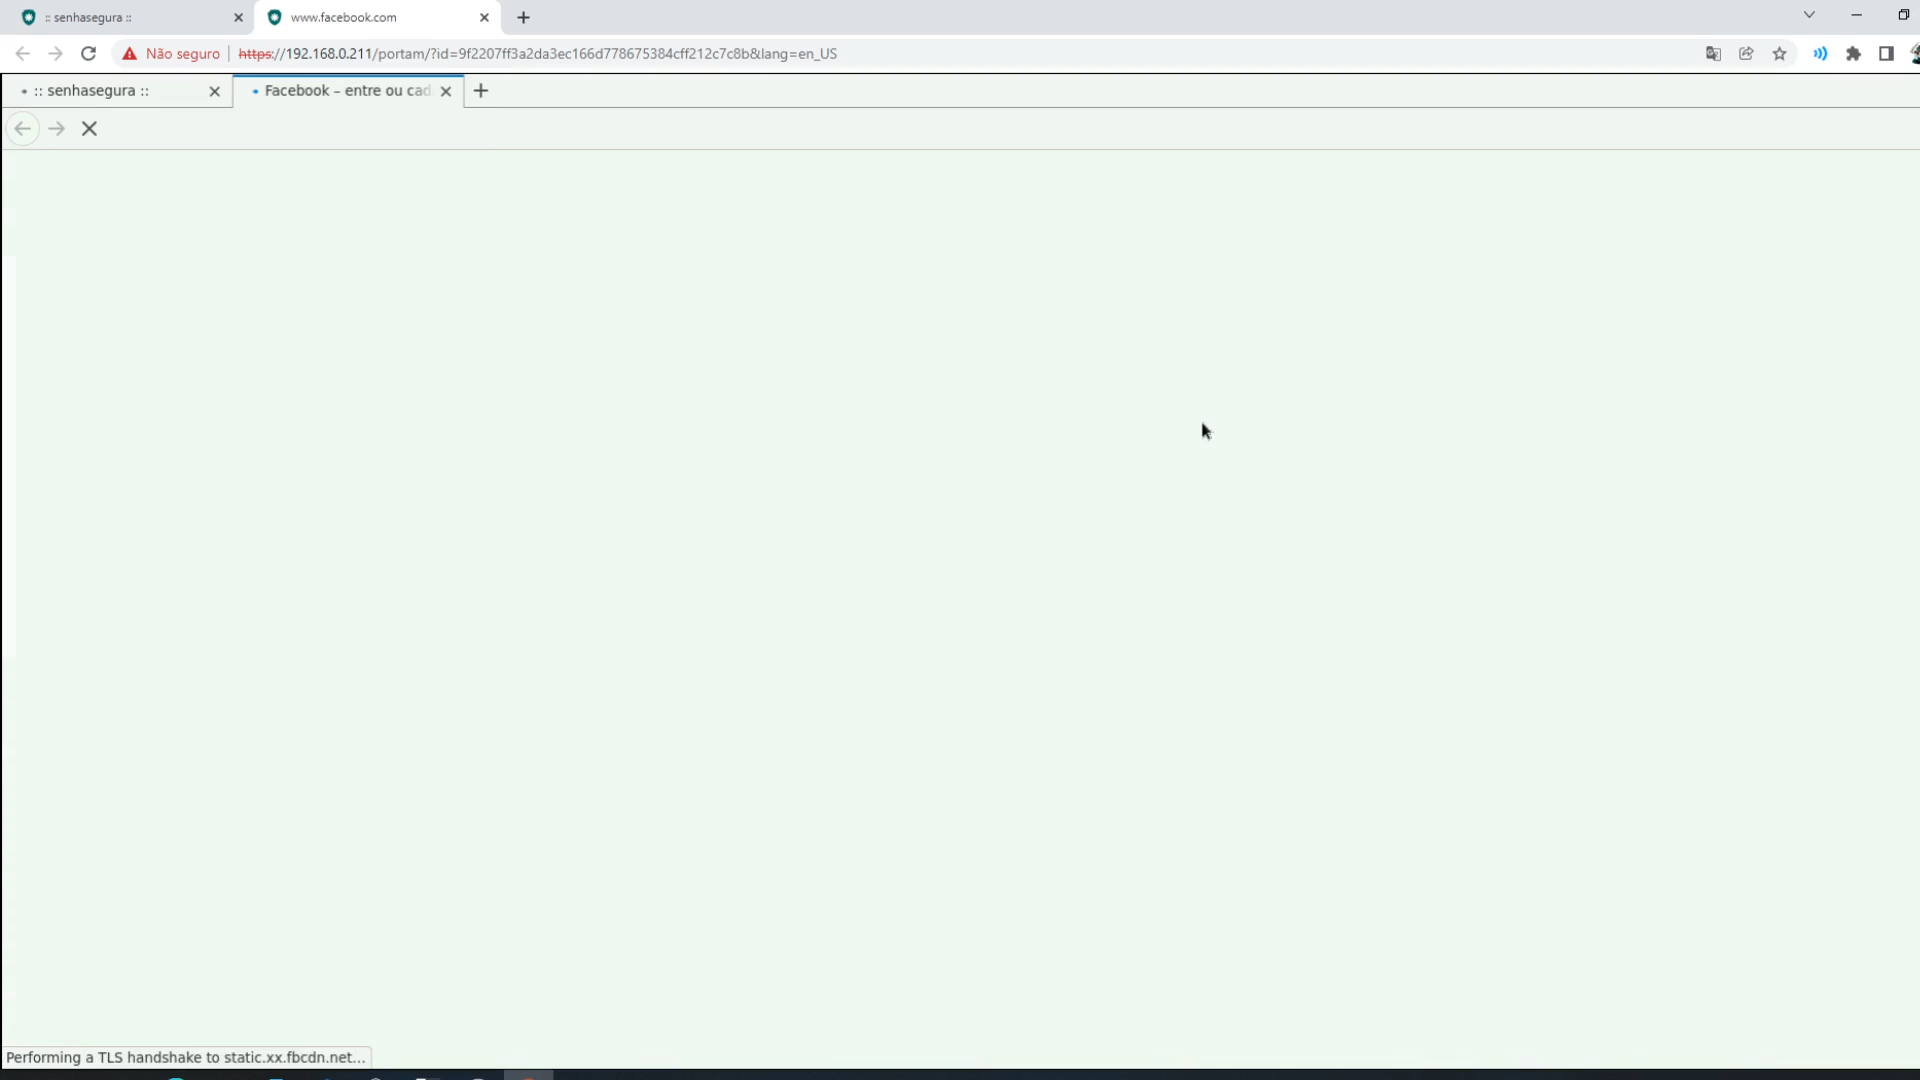 :: senhasegura ::
www.facebook.com
Não seguro
https://192.168.0.211/portam/?id=9f2207ff3a2da3ec166d778675384cff212c7c8b&lang=en_US
:: senhasegura ::
Facebook – entre ou cad
Performing a TLS handshake to static.xx.fbcdn.net...